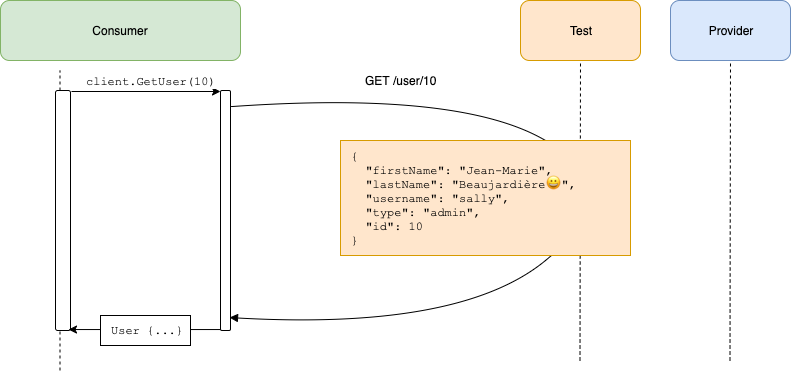 Consumer
Test
Provider
client.GetUser(10)
GET /user/10
{
  "firstName": "Jean-Marie",
  "lastName": "Beaujardière😀",
  "username": "sally",
  "type": "admin",
  "id": 10
}
User {...}